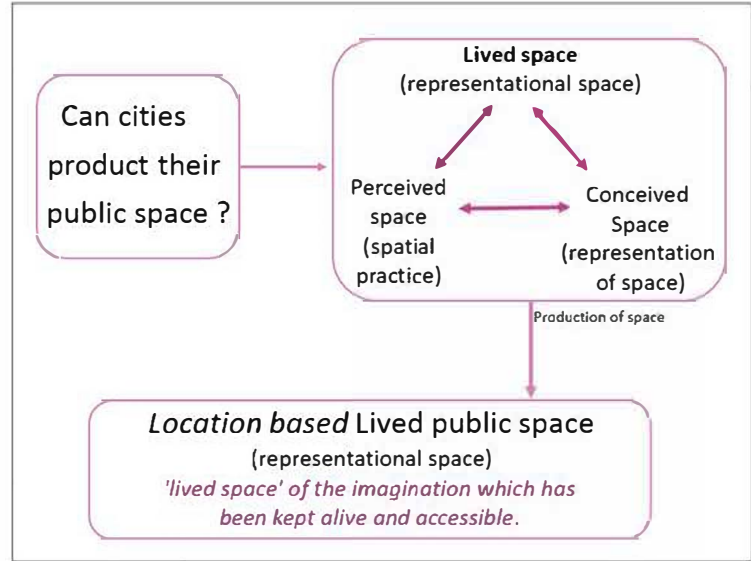 Can cities
product their
public space ?
Lived space
(representational space)
Perceived
space
(spatial
practice)
Conceived
Space
(representation
of space)
Production of space
Location based Lived public space
(representational space)
'lived space' of the imagination which has
been kept alive and accessible.